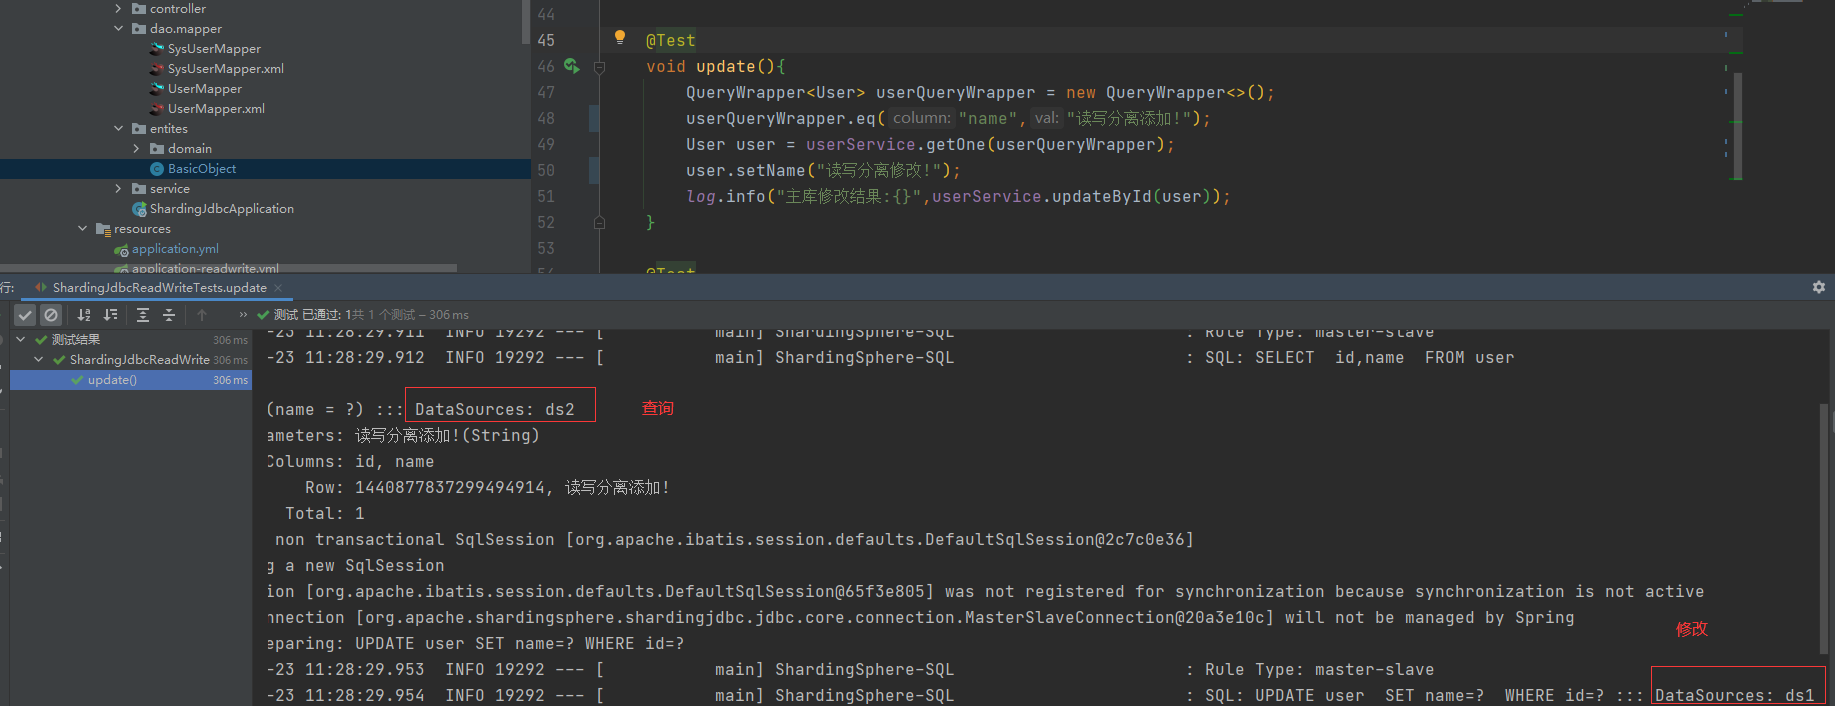 controller
dao.mapper
SysUserMapper
SysUserMapper.xml
UserMapper
UserMapper.xml
entites
domain
BasicObject
service
ShardingJdbcApplication
resources
application.yml
application-readwrite.yml
44
45 @Test
46 void update(){
47 QueryWrapper<User> userQueryWrapper = new QueryWrapper<>();
48 userQueryWrapper.eq( column: "name", val: "读写分离添加!");
49 User user = userService.getOne(userQueryWrapper);
50 user.setName("读写分离修改!");
51 log.info("主库修改结果:{}",userService.updateById(user));
52 }
53
54 @Test
行: ShardingJdbcReadWriteTests.update ×
» 测试 已通过: 1共 1 个测试 – 306 ms
测试结果 306 ms
ShardingJdbcReadWrite 306 ms
update() 306 ms
-23 11:28:29.911 INFO 19292 --- [ main] ShardingSphere-SQL : Rule Type: master-slave
-23 11:28:29.912 INFO 19292 --- [ main] ShardingSphere-SQL : SQL: SELECT id,name FROM user
(name = ?) ::: DataSources: ds2 查询
ameters: 读写分离添加!(String)
Columns: id, name
Row: 1440877837299494914, 读写分离添加!
Total: 1
non transactional SqlSession [org.apache.ibatis.session.defaults.DefaultSqlSession@2c7c0e36]
g a new SqlSession
ion [org.apache.ibatis.session.defaults.DefaultSqlSession@65f3e805] was not registered for synchronization because synchronization is not active
nnection [org.apache.shardingsphere.shardingjdbc.jdbc.core.connection.MasterSlaveConnection@20a3e10c] will not be managed by Spring
修改
eparing: UPDATE user SET name=? WHERE id=?
-23 11:28:29.953 INFO 19292 --- [ main] ShardingSphere-SQL : Rule Type: master-slave
-23 11:28:29.954 INFO 19292 --- [ main] ShardingSphere-SQL : SQL: UPDATE user SET name=? WHERE id=? ::: DataSources: ds1